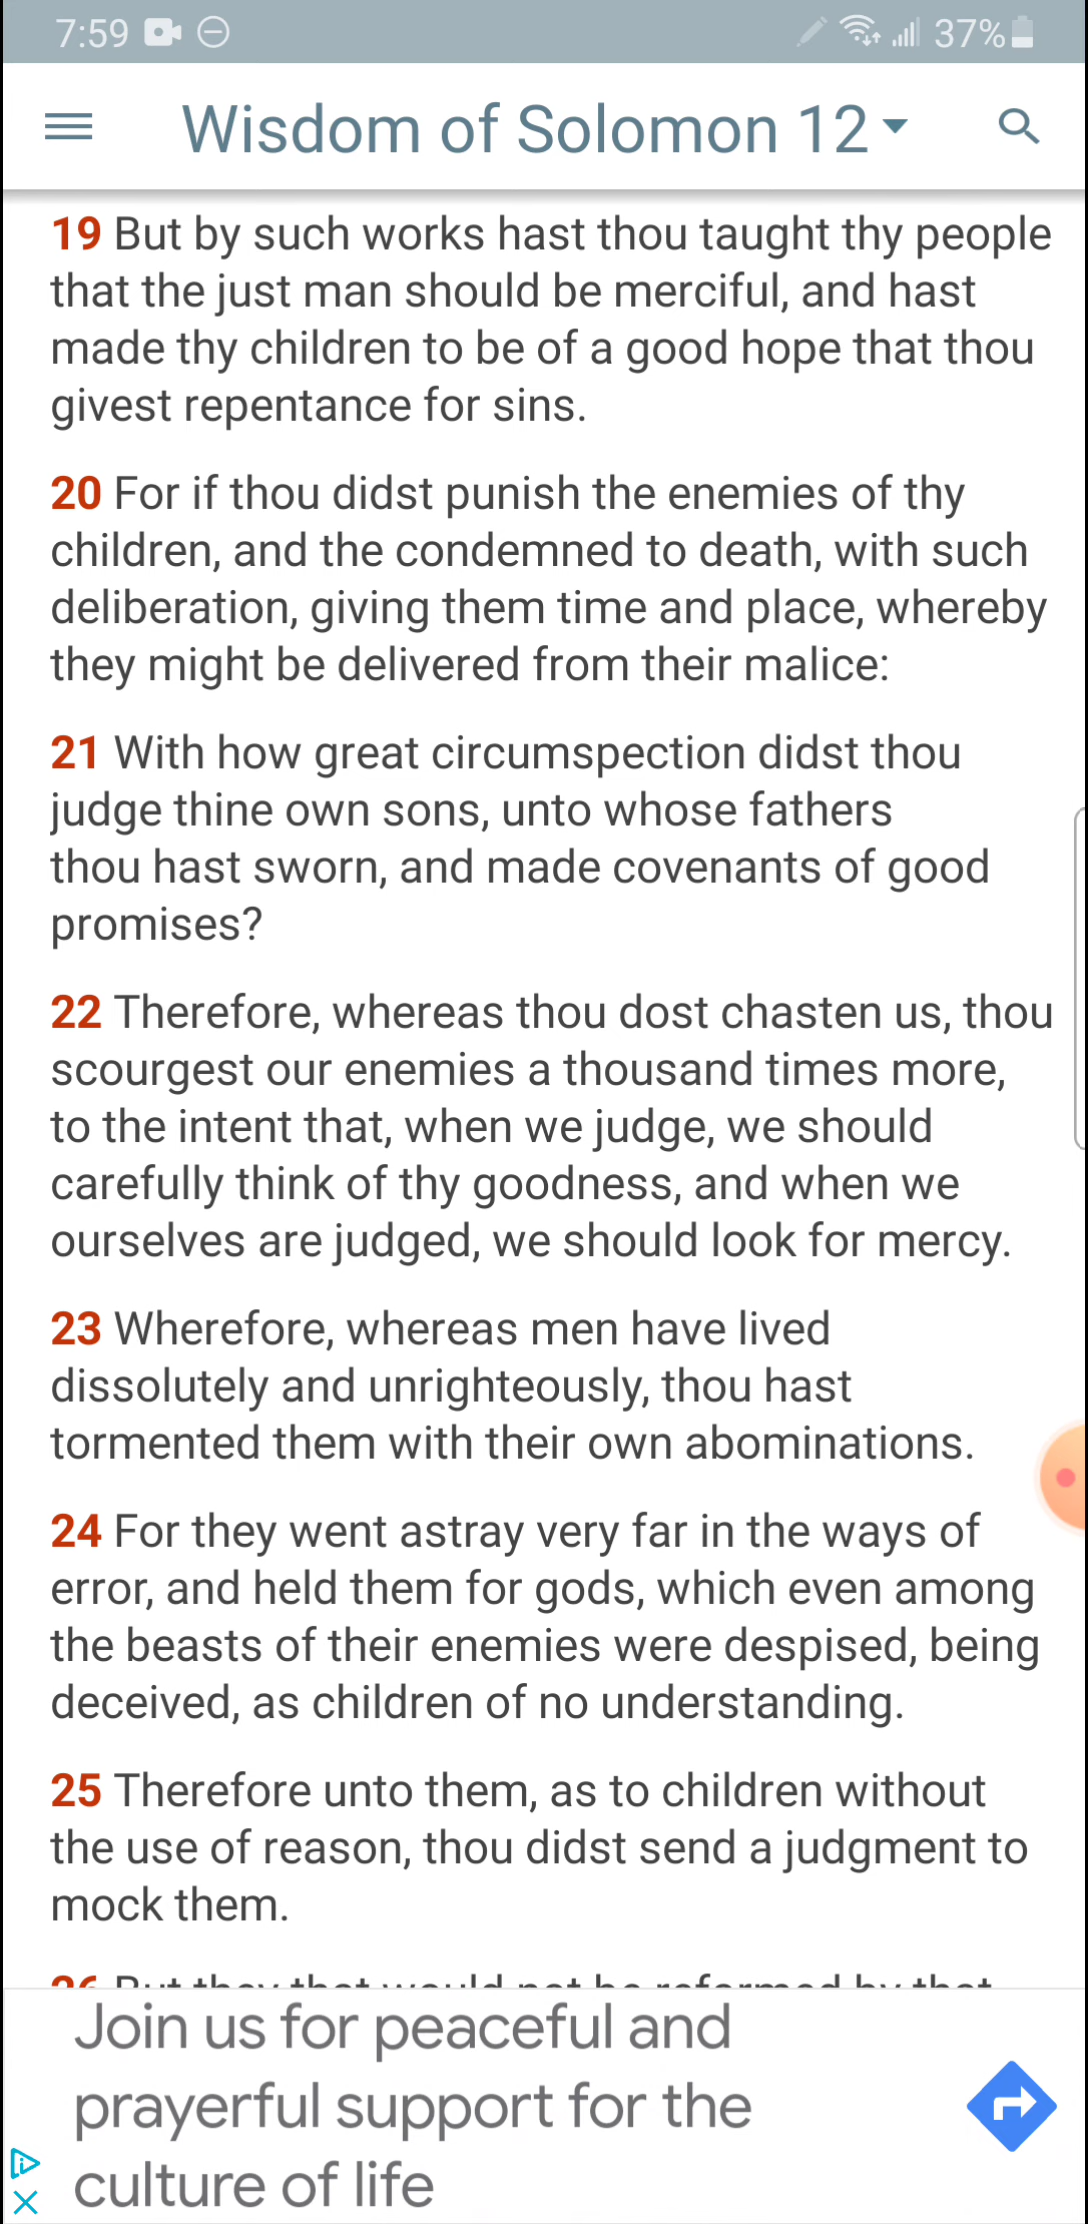 7:59 37%
Wisdom of Solomon 12
19 But by such works hast thou taught thy people
that the just man should be merciful, and hast
made thy children to be of a good hope that thou
givest repentance for sins.
20 For if thou didst punish the enemies of thy
children, and the condemned to death, with such
deliberation, giving them time and place, whereby
they might be delivered from their malice:
21 With how great circumspection didst thou
judge thine own sons, unto whose fathers
thou hast sworn, and made covenants of good
promises?
22 Therefore, whereas thou dost chasten us, thou
scourgest our enemies a thousand times more,
to the intent that, when we judge, we should
carefully think of thy goodness, and when we
ourselves are judged, we should look for mercy.
23 Wherefore, whereas men have lived
dissolutely and unrighteously, thou hast
tormented them with their own abominations.
24 For they went astray very far in the ways of
error, and held them for gods, which even among
the beasts of their enemies were despised, being
deceived, as children of no understanding.
25 Therefore unto them, as to children without
the use of reason, thou didst send a judgment to
mock them.
26 But they that would not be reformed by that
Join us for peaceful and
prayerful support for the
culture of life